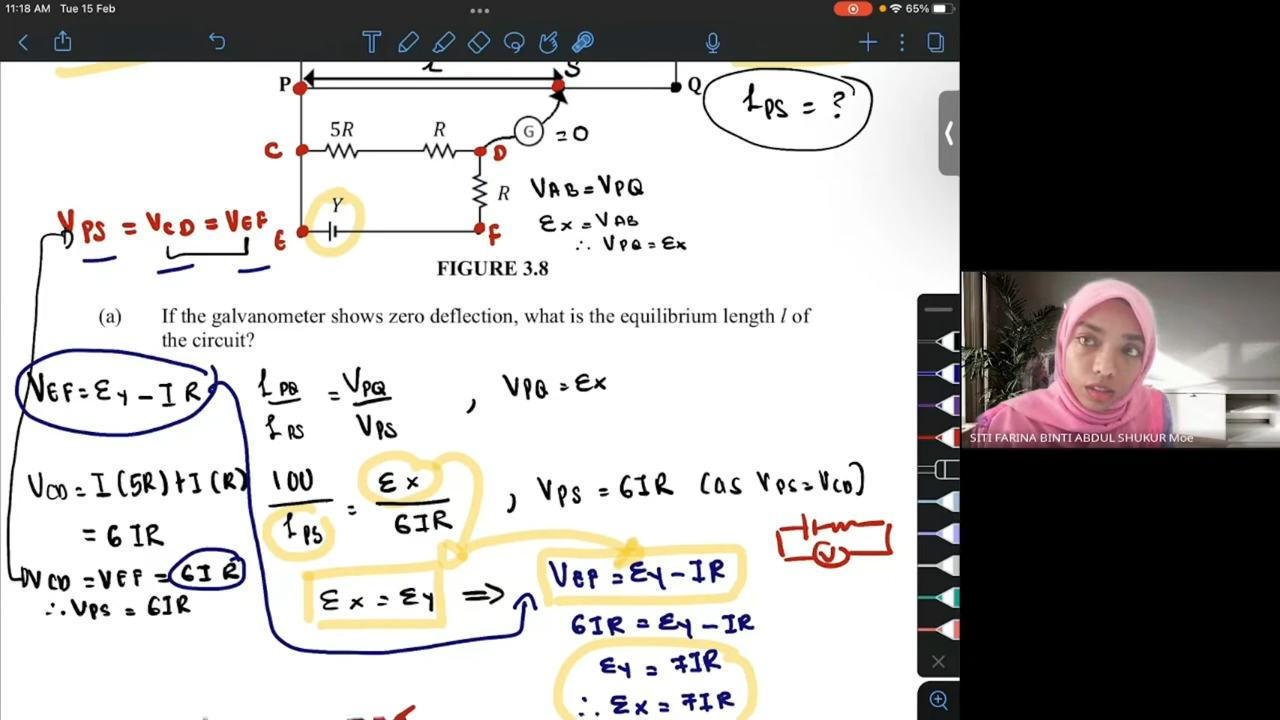 11:18 AM Tue 15 Feb
65%
P
S
Q
L PS = ?
5R
R
G
= 0
C
D
R
VAB = VPQ
Y
εx = VAB
VPS = VCD = VEF
E
F
∴ VPQ = εx
FIGURE 3.8
(a) If the galvanometer shows zero deflection, what is the equilibrium length l of
the circuit?
VEF = εy - IR
LPQ / LPS = VPQ / VPS , VPQ = εx
VCD = I(5R) + I(R)
= 6IR
100 / LPS = εx / 6IR , VPS = 6IR (as VPS = VCD)
V
VCD = VEF = 6IR
∴ VPS = 6IR
εx = εy ⇒ VEF = εy - IR
6IR = εy - IR
εy = 7IR
∴ εx = 7IR
SITI FARINA BINTI ABDUL SHUKUR Moe